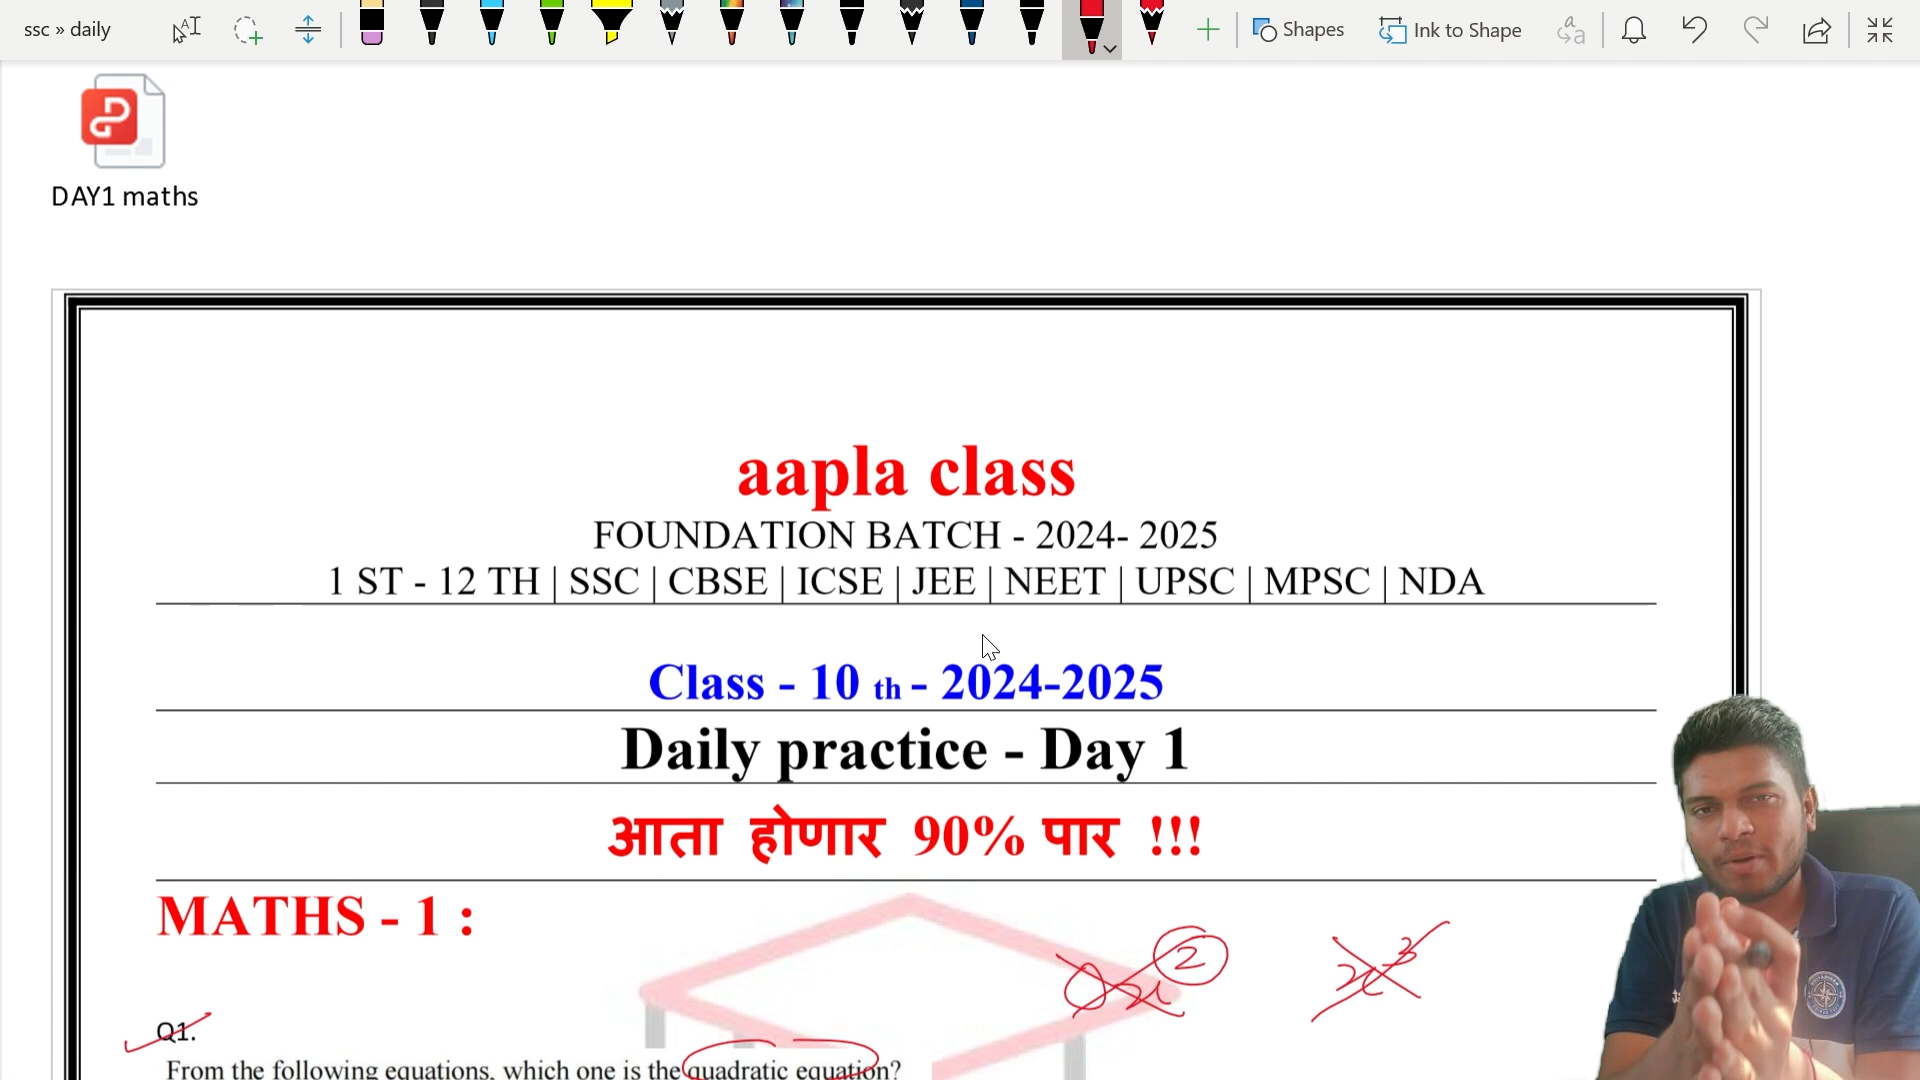 ssc » daily
Shapes
Ink to Shape
DAY1 maths
aapla class
FOUNDATION BATCH - 2024- 2025
1 ST - 12 TH | SSC | CBSE | ICSE | JEE | NEET | UPSC | MPSC | NDA
Class - 10 th - 2024-2025
Daily practice - Day 1
आता होणार 90% पार !!!
MATHS - 1 :
Q1.
From the following equations, which one is the quadratic equation?